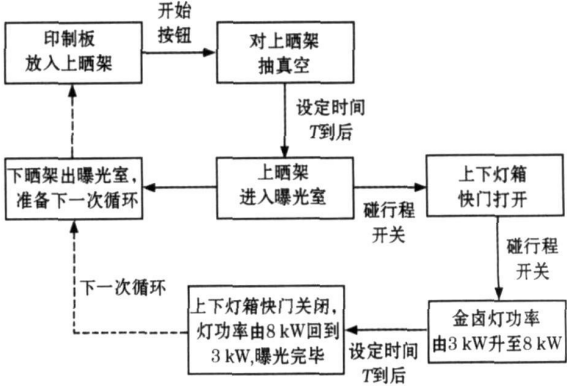 印制板
放入上晒架
开始
按钮
对上晒架
抽真空
设定时间
T到后
下晒架出曝光室，
准备下一次循环
上晒架
进入曝光室
碰行程
开关
上下灯箱
快门打开
碰行程
开关
下一次循环
上下灯箱快门关闭，
灯功率由8 kW回到
3 kW，曝光完毕
设定时间
T到后
金卤灯功率
由3 kW升至8 kW